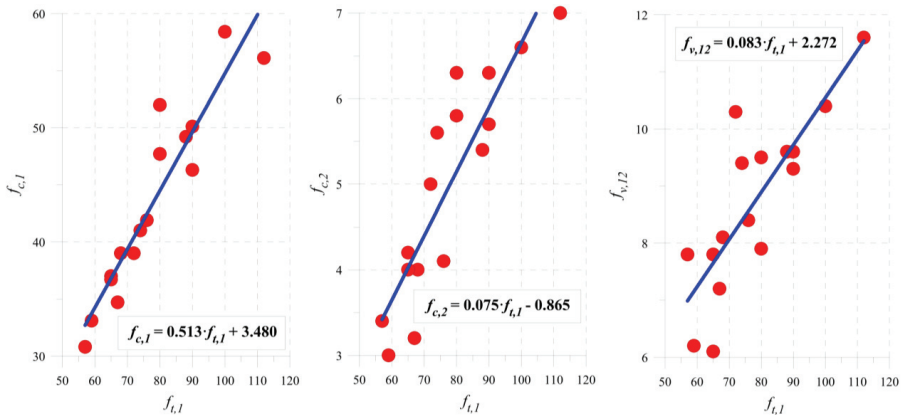 60
50
40
30
f_c,1
50 60 70 80 90 100 110 120
f_t,1
f_c,1 = 0.513·f_t,1 + 3.480
7
6
5
4
3
f_c,2
50 60 70 80 90 100 110 120
f_t,1
f_c,2 = 0.075·f_t,1 - 0.865
12
10
8
6
f_v,12
50 60 70 80 90 100 110 120
f_t,1
f_v,12 = 0.083·f_t,1 + 2.272